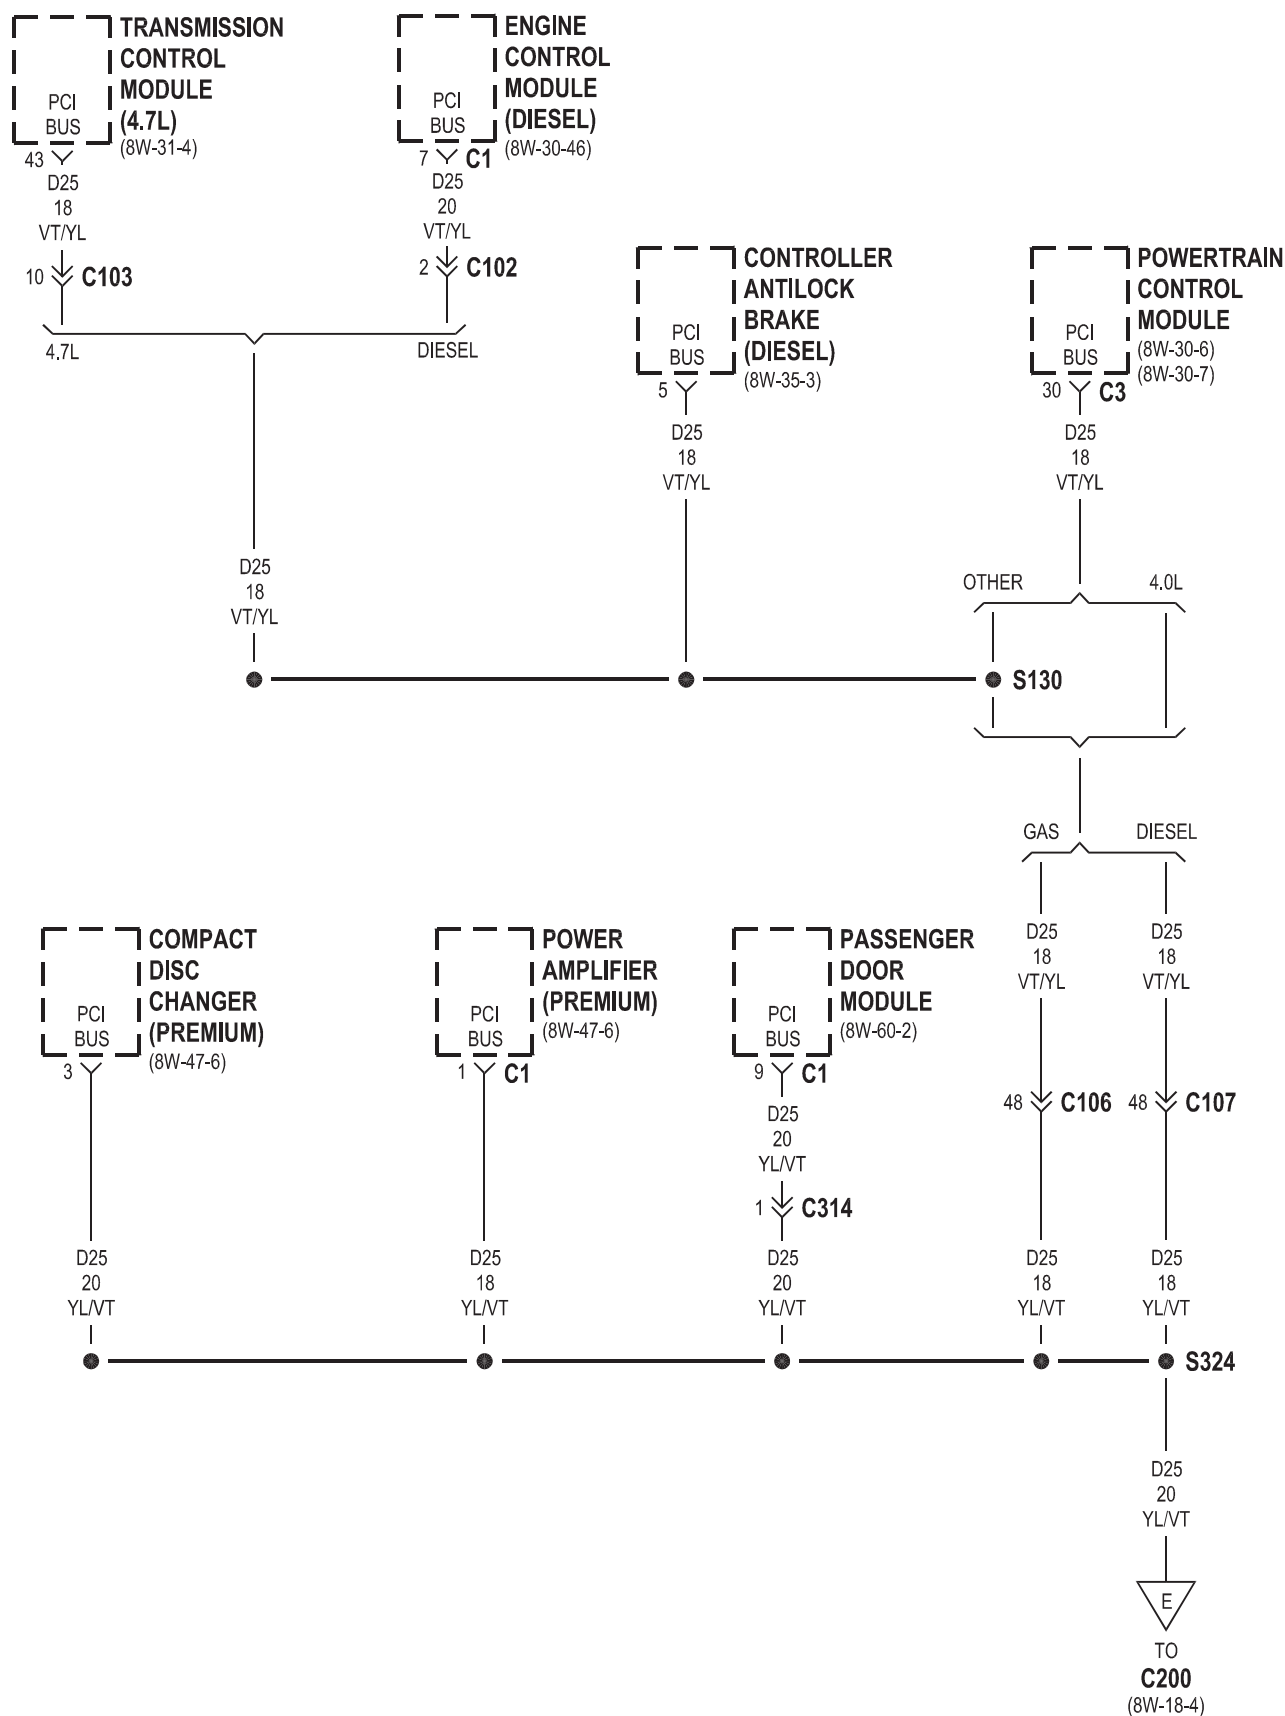 TRANSMISSION
CONTROL
MODULE
(4.7L)
(8W-31-4)
PCI
BUS
43
D25
18
VT/YL
10
C103
ENGINE
CONTROL
MODULE
(DIESEL)
(8W-30-46)
PCI
BUS
7
C1
D25
20
VT/YL
2
C102
4.7L
DIESEL
D25
18
VT/YL
CONTROLLER
ANTILOCK
BRAKE
(DIESEL)
(8W-35-3)
PCI
BUS
5
D25
18
VT/YL
POWERTRAIN
CONTROL
MODULE
(8W-30-6)
(8W-30-7)
PCI
BUS
30
C3
D25
18
VT/YL
OTHER
4.0L
S130
GAS
DIESEL
D25
18
VT/YL
D25
18
VT/YL
48
C106
48
C107
COMPACT
DISC
CHANGER
(PREMIUM)
(8W-47-6)
PCI
BUS
3
D25
20
YL/VT
POWER
AMPLIFIER
(PREMIUM)
(8W-47-6)
PCI
BUS
1
C1
D25
18
YL/VT
PASSENGER
DOOR
MODULE
(8W-60-2)
PCI
BUS
9
C1
D25
20
YL/VT
1
C314
D25
20
YL/VT
D25
18
YL/VT
D25
18
YL/VT
S324
D25
20
YL/VT
E
TO
C200
(8W-18-4)